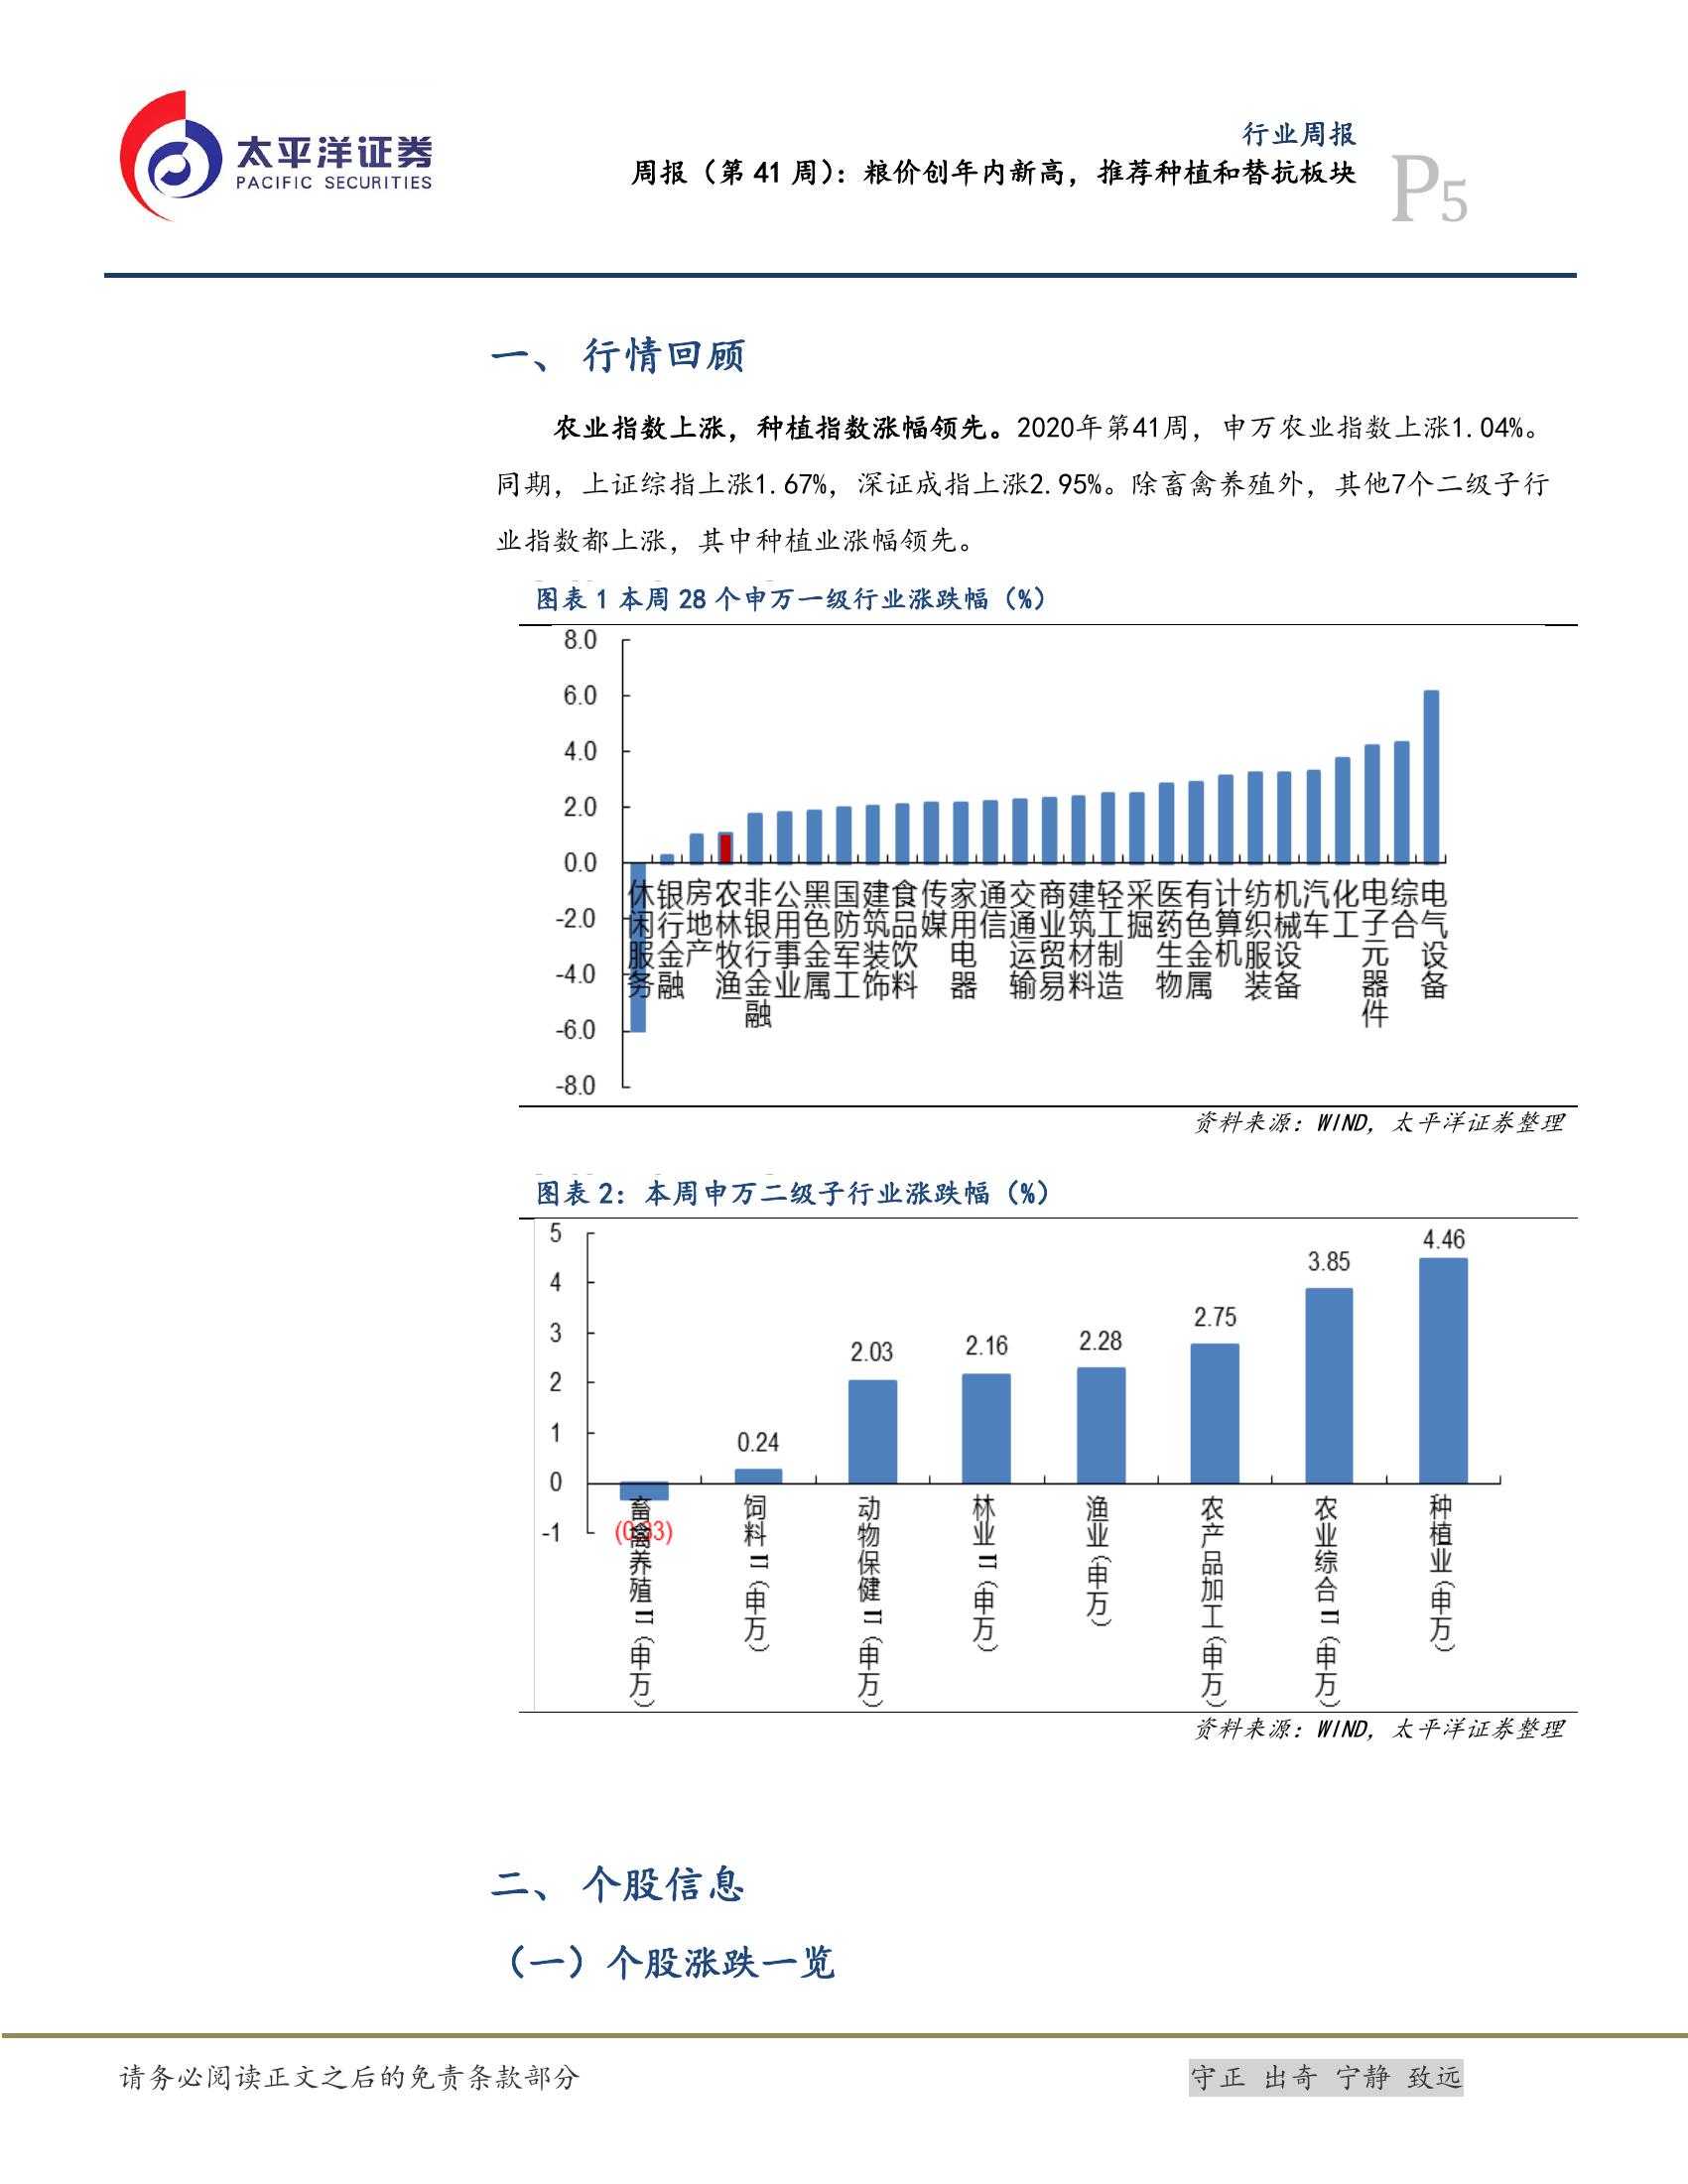 太平洋证券
PACIFIC SECURITIES
行业周报
周报（第 41 周）：粮价创年内新高，推荐种植和替抗板块
P5
一、 行情回顾
农业指数上涨，种植指数涨幅领先。2020年第41周，申万农业指数上涨1.04%。
同期，上证综指上涨1.67%，深证成指上涨2.95%。除畜禽养殖外，其他7个二级子行
业指数都上涨，其中种植业涨幅领先。
图表 1 本周 28 个申万一级行业涨跌幅（%）
8.0
6.0
4.0
2.0
0.0
-2.0
-4.0
-6.0
-8.0
休闲服务
银行金融
房地产
农林牧渔
非银行金融
公用事业
黑色金属
国防军工
建筑装饰
食品饮料
传媒
家用电器
通信
交通运输
商业贸易
建筑材料
轻工制造
采掘
医药生物
有色金属
计算机
纺织服装
机械设备
汽车
化工
电子元器件
综合
电气设备
资料来源：WIND，太平洋证券整理
图表 2：本周申万二级子行业涨跌幅（%）
5
4
3
2
1
0
-1
(0.33)
0.24
2.03
2.16
2.28
2.75
3.85
4.46
畜禽养殖Ⅱ（申万）
饲料Ⅱ（申万）
动物保健Ⅱ（申万）
林业Ⅱ（申万）
渔业（申万）
农产品加工（申万）
农业综合Ⅱ（申万）
种植业（申万）
资料来源：WIND，太平洋证券整理
二、 个股信息
（一）个股涨跌一览
请务必阅读正文之后的免责条款部分
守正 出奇 宁静 致远